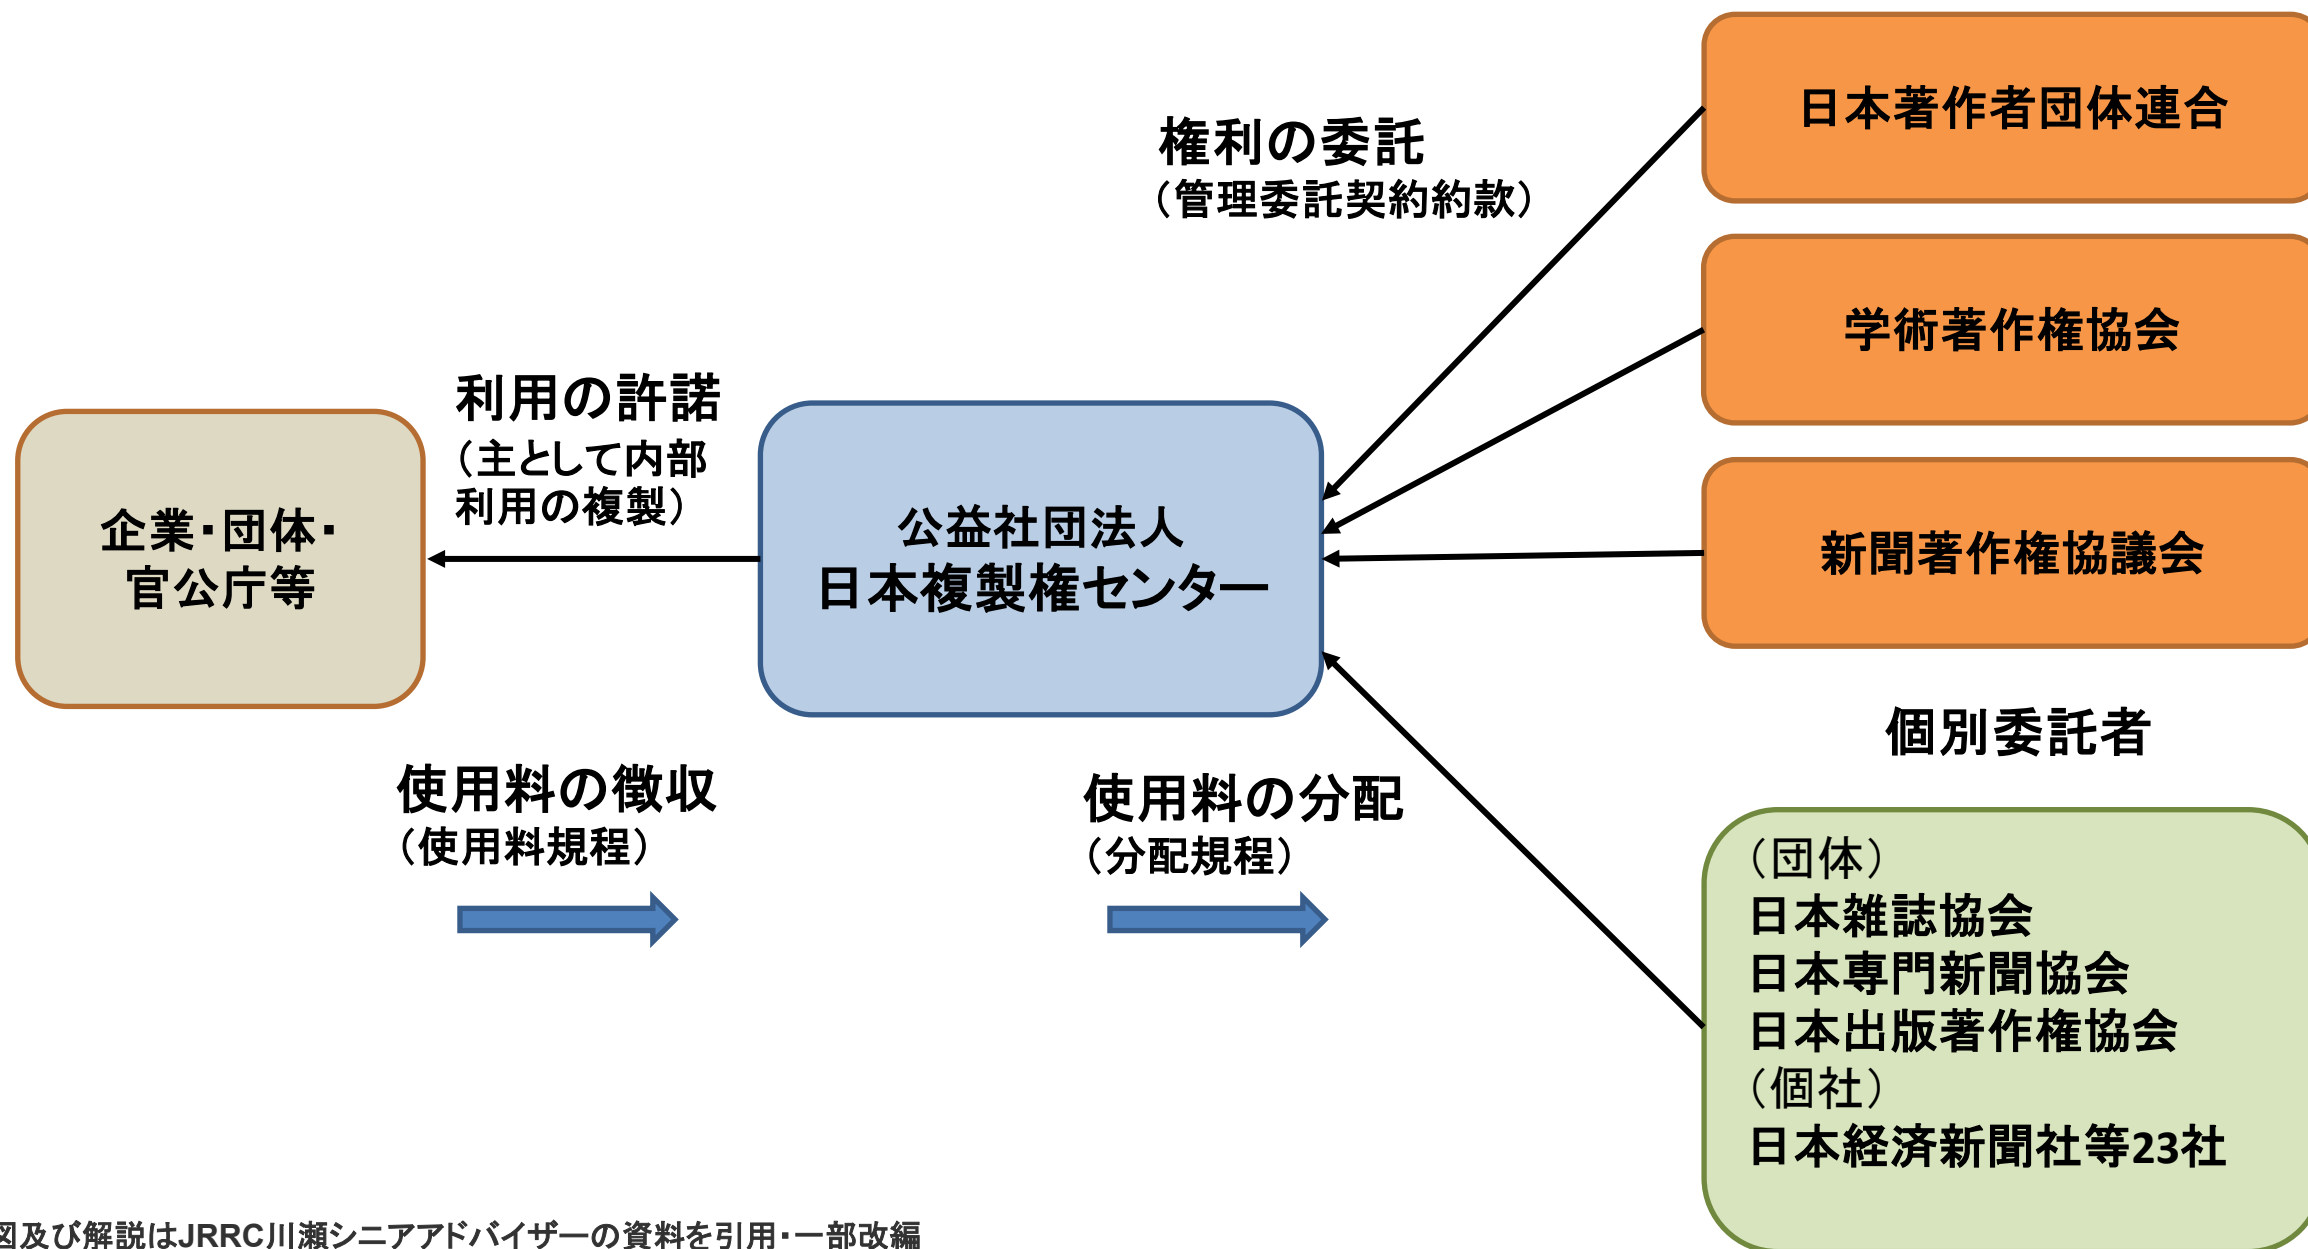 日本著作者団体連合
権利の委託
（管理委託契約約款）
学術著作権協会
利用の許諾
（主として内部
利用の複製）
企業・団体・
官公庁等
公益社団法人
日本複製権センター
新聞著作権協議会
個別委託者
使用料の徴収
（使用料規程）
使用料の分配
（分配規程）
（団体）
日本雑誌協会
日本専門新聞協会
日本出版著作権協会
（個社）
日本経済新聞社等23社
図及び解説はJRRC川瀬シニアアドバイザーの資料を引用・一部改編